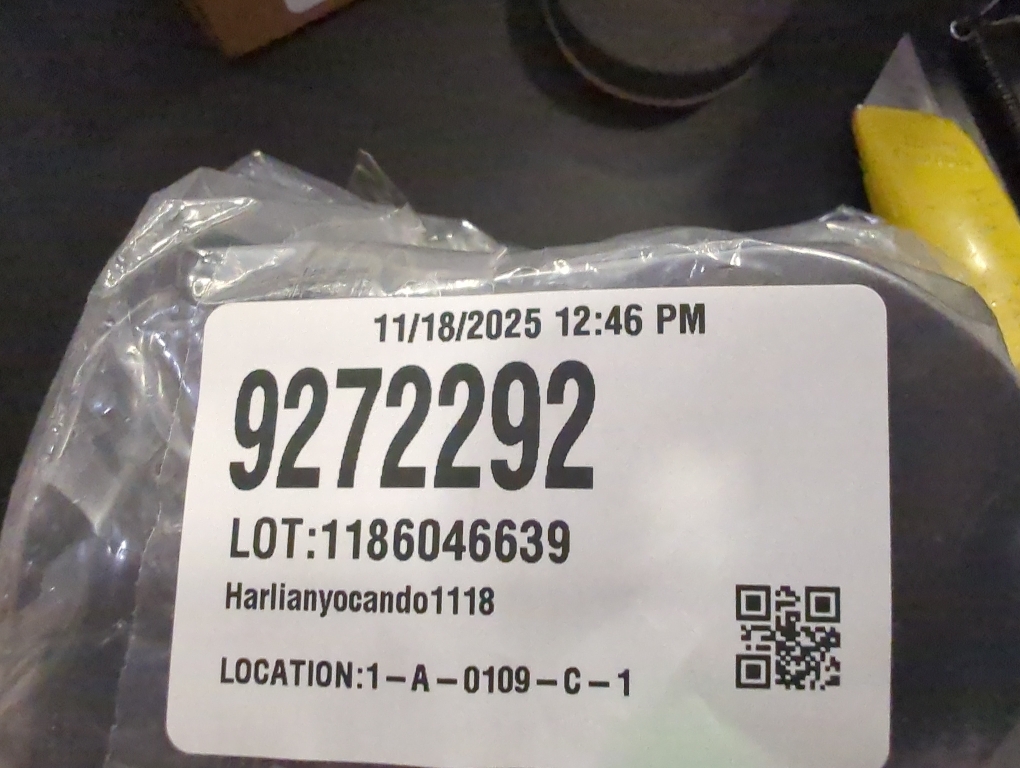 11/18/2025 12:46 PM
9272292
LOT:1186046639
Harlianyocando1118
LOCATION:1-A-0109-C-1